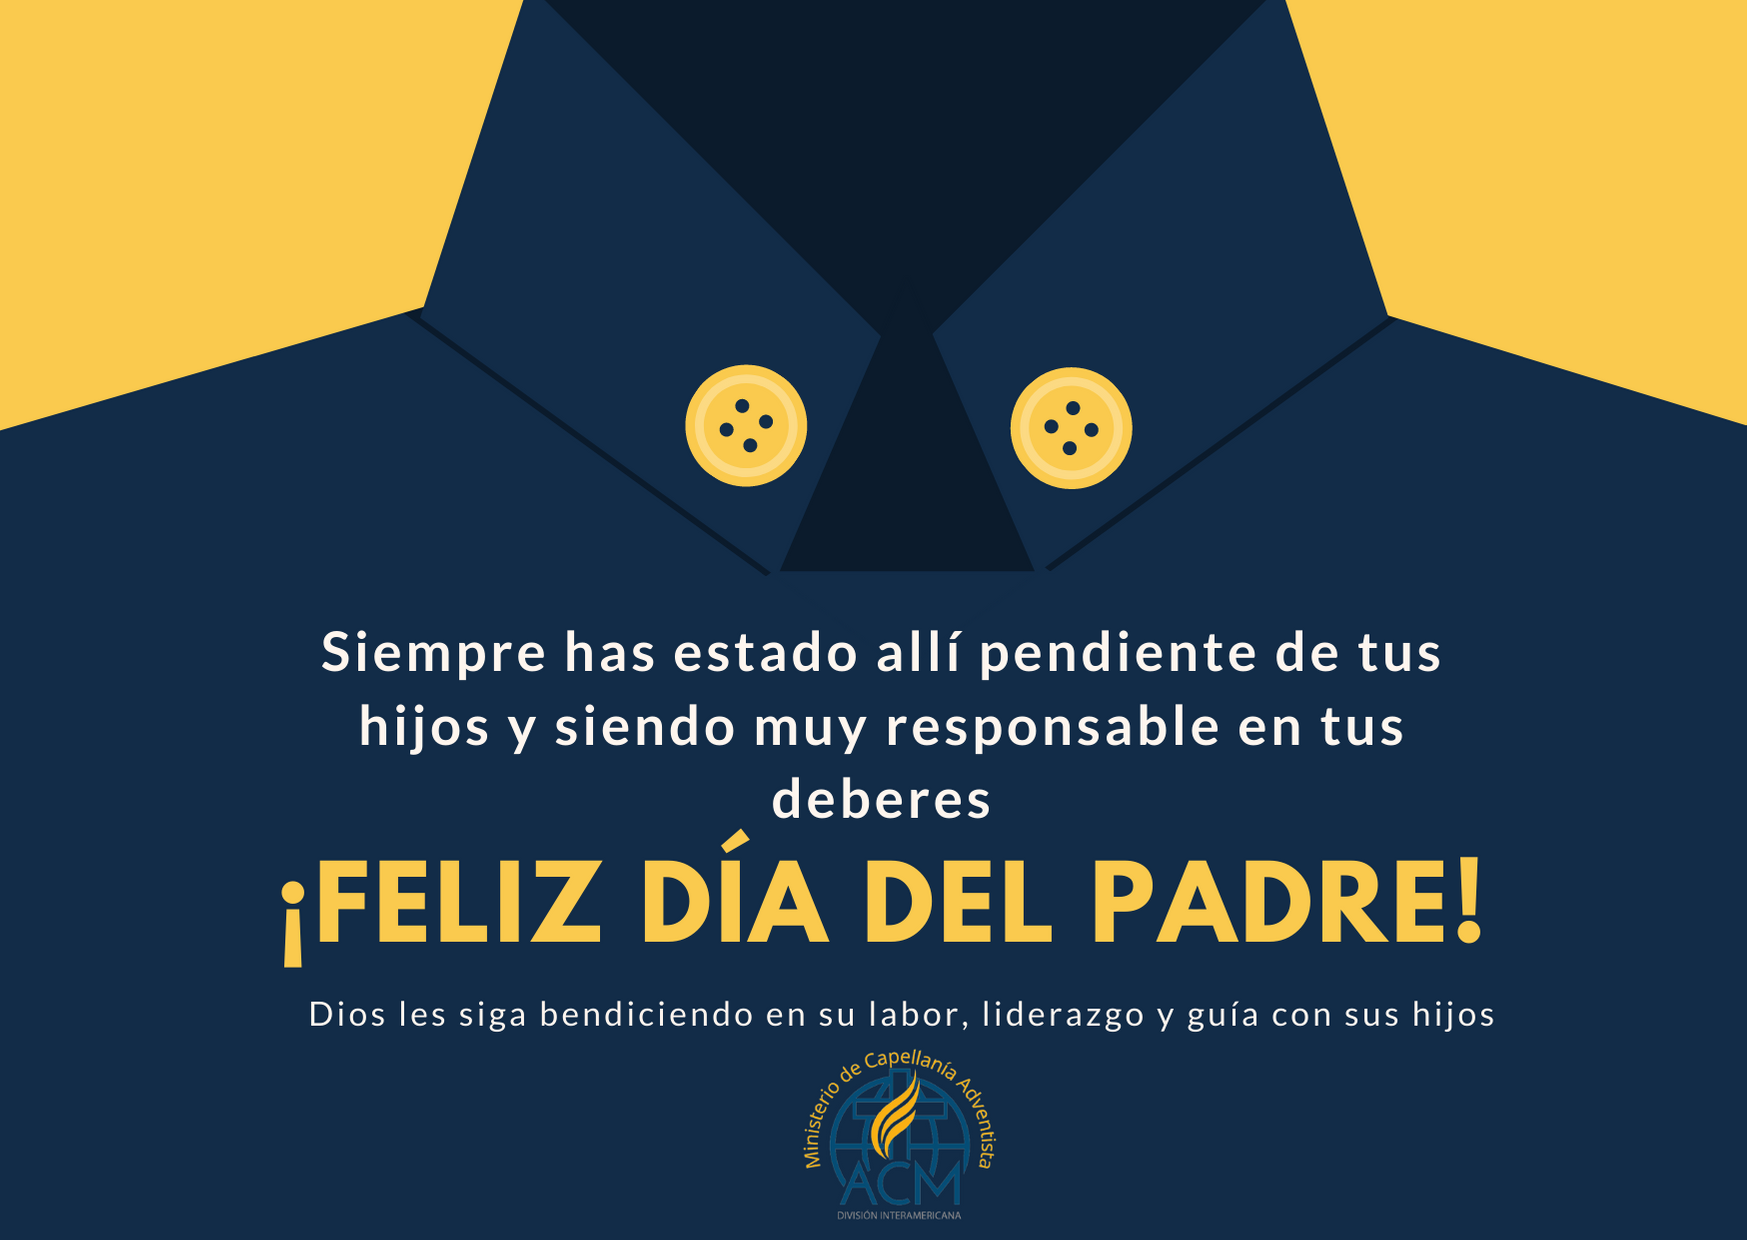 Siempre has estado allí pendiente de tus
hijos y siendo muy responsable en tus
deberes
¡FELIZ DÍA DEL PADRE!
Dios les siga bendiciendo en su labor, liderazgo y guía con sus hijos
Ministerio de Capellanía Adventista
ACM
DIVISIÓN INTERAMERICANA